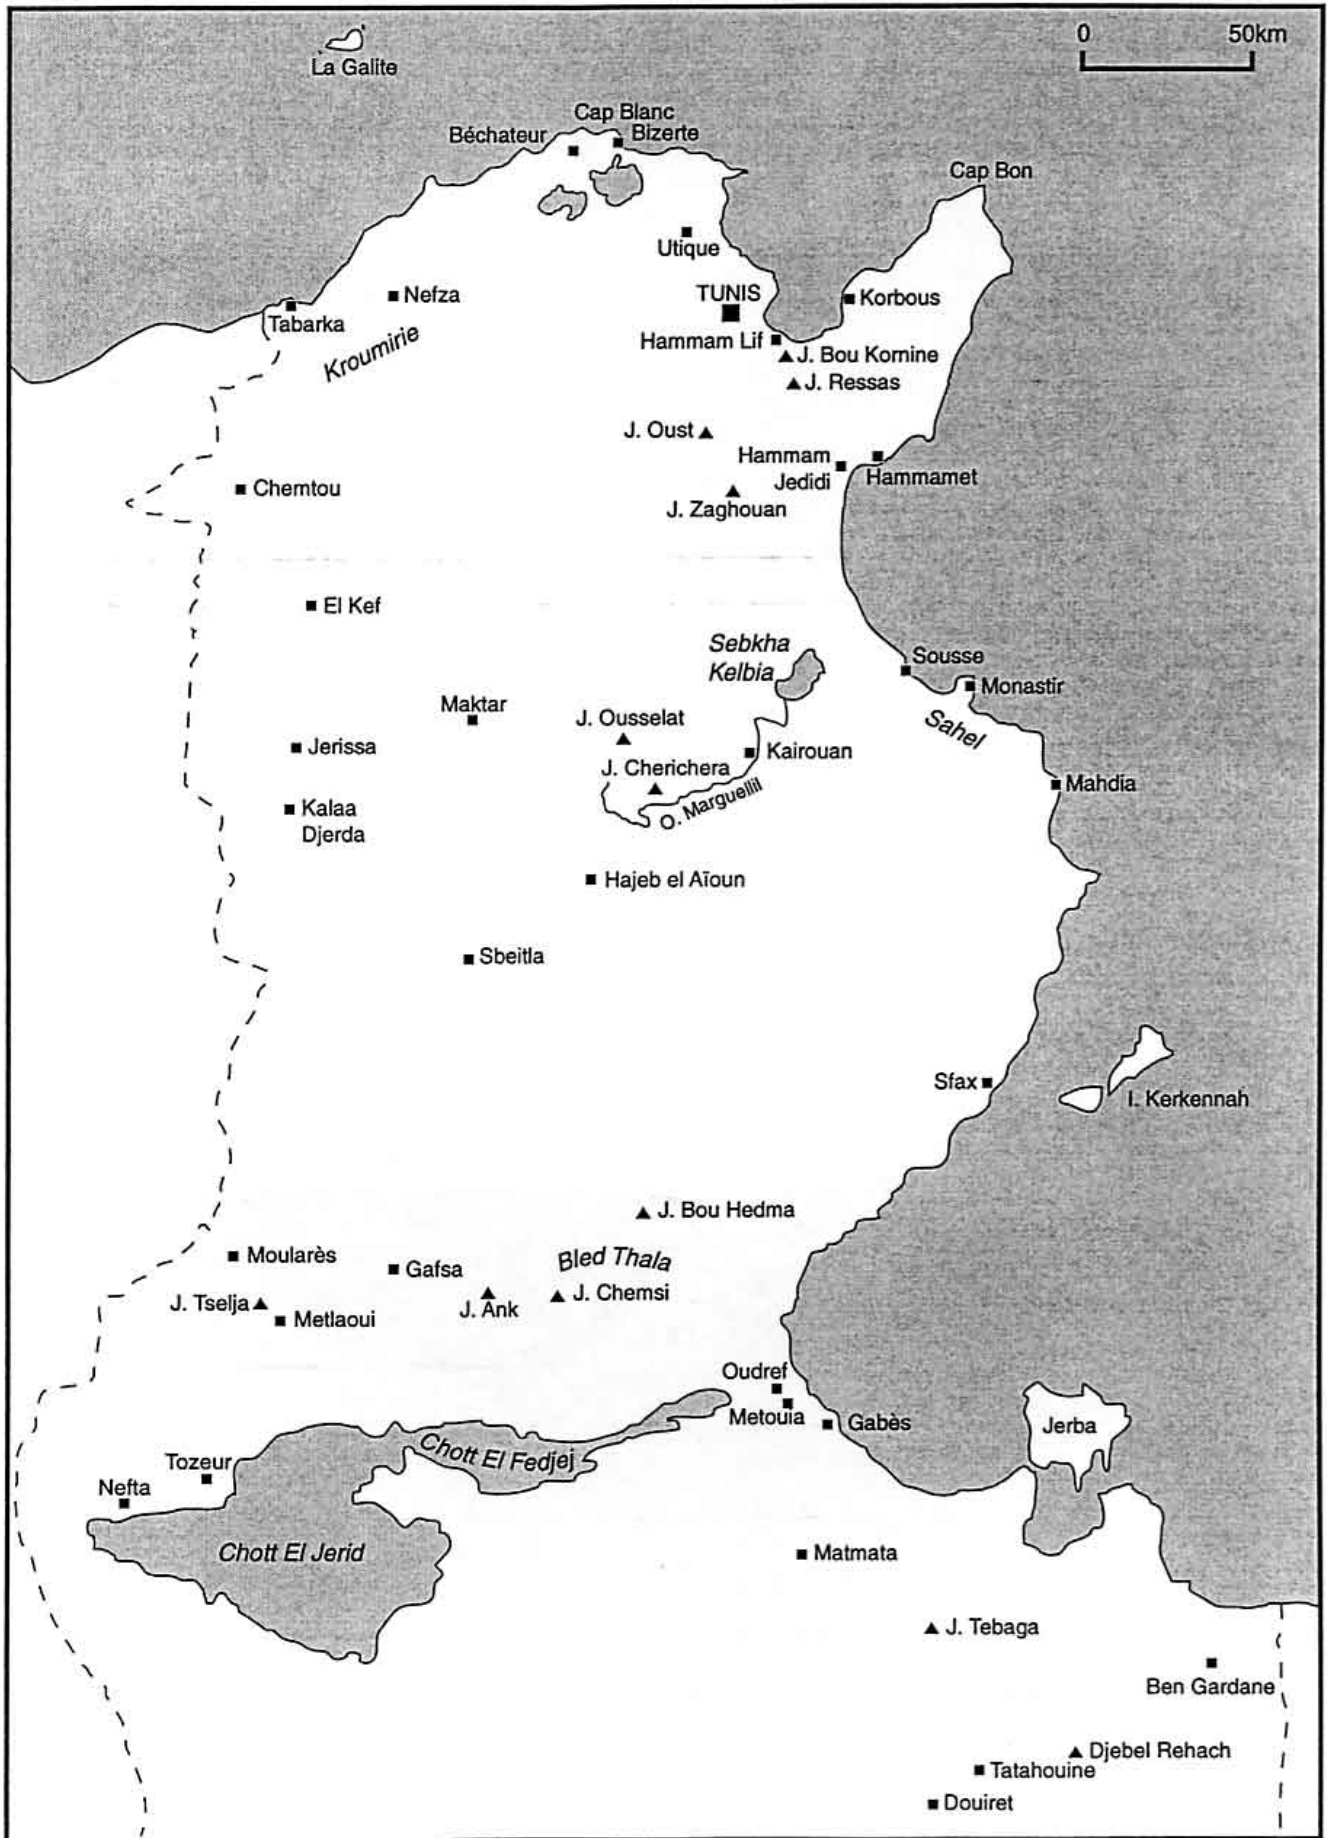 0 50km
La Galite
Cap Blanc
Béchateur
Bizerte
Cap Bon
Utique
Nefza
TUNIS
Korbous
Tabarka
Kroumirie
Hammam Lif
J. Bou Kornine
J. Ressas
J. Oust
Hammam
Jedidi
Hammamet
Chemtou
J. Zaghouan
El Kef
Sebkha
Kelbia
Sousse
Monastir
Maktar
J. Ousselat
Sahel
Jerissa
Kairouan
J. Cherichera
Mahdia
O. Marguellil
Kalaa
Djerda
Hajeb el Aïoun
Sbeitla
Sfax
I. Kerkennah
J. Bou Hedma
Moularès
Gafsa
Bled Thala
J. Tselja
J. Ank
J. Chemsi
Metlaoui
Oudref
Metouia
Gabès
Jerba
Chott El Fedjej
Tozeur
Nefta
Chott El Jerid
Matmata
J. Tebaga
Ben Gardane
Djebel Rehach
Tatahouine
Douiret